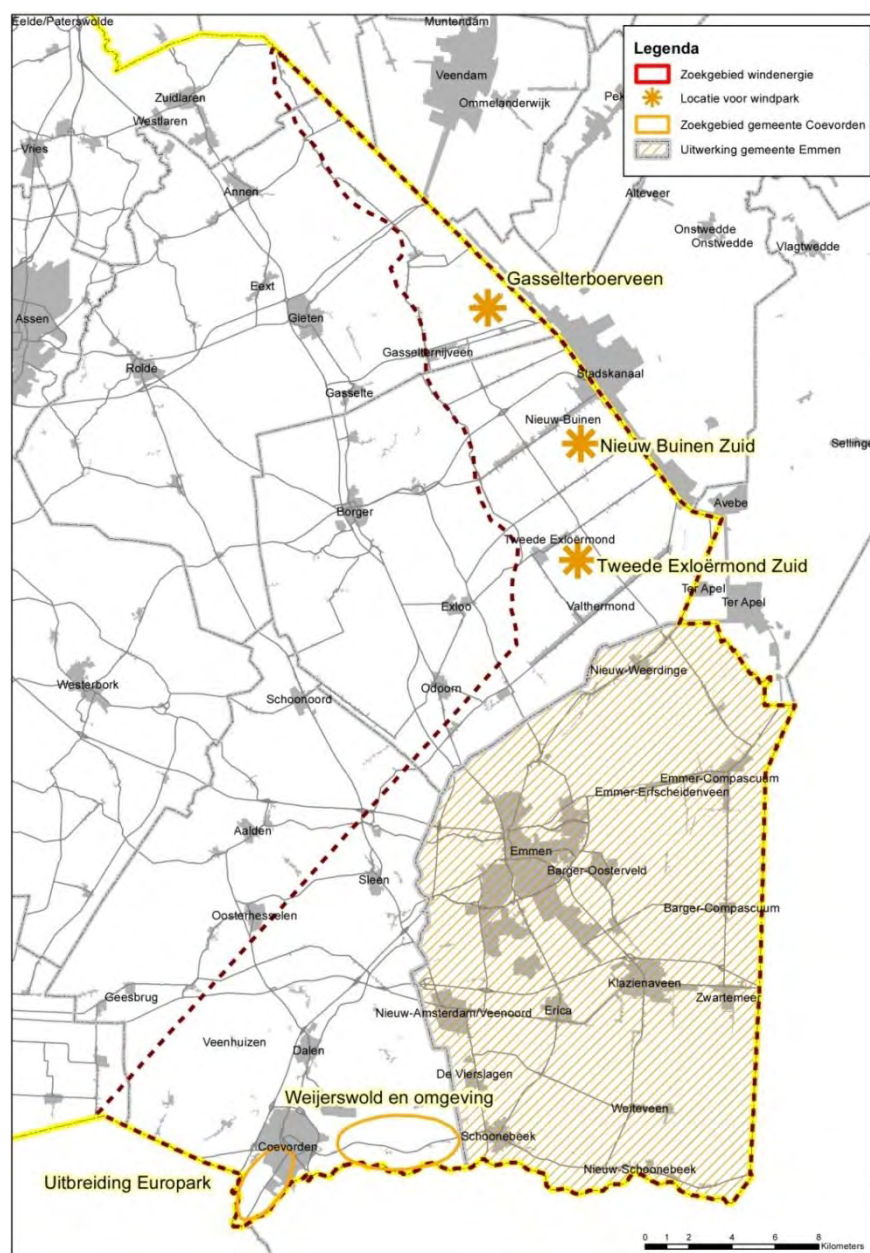 Eelde/Paterswolde
Muntendam
Legenda
Zoekgebied windenergie
Locatie voor windpark
Zoekgebied gemeente Coevorden
Uitwerking gemeente Emmen
Veendam
Ommelanderwijk
Pek
Zuidlaren
Westlaren
Vries
Annen
Alteveer
Onstwedde
Onstwedde
Vlagtwedde
Gasselterboerveen
Eext
Assen
Gieten
Gasselternijveen
Rolde
Stadskanaal
Gasselte
Nieuw-Buinen
Nieuw Buinen Zuid
Sellinge
Borger
Avebe
Tweede Exloërmond
Tweede Exloërmond Zuid
Ter Apel
Ter Apel
Exloo
Valthermond
Nieuw-Weerdinge
Westerbork
Odoorn
Schoonoord
Emmer-Compascuum
Emmer-Erfscheidenveen
Aalden
Emmen
Barger-Oosterveld
Sleen
Oosterhesselen
Barger-Compascuum
Geesbrug
Klazienaveen
Zwartemeer
Nieuw-Amsterdam/Veenoord
Erica
Veenhuizen
Dalen
De Vierslagen
Weijerswold en omgeving
Weiteveen
Schoonebeek
Coevorden
Nieuw-Schoonebeek
Uitbreiding Europark
0 1 2 4 6 8
Kilometers